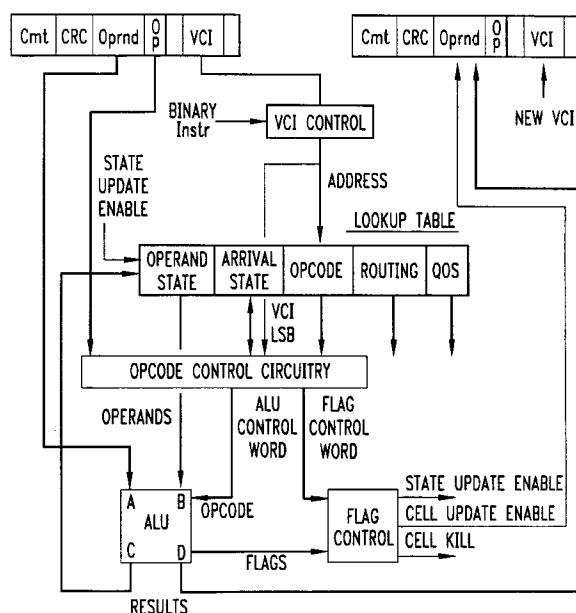 Cmt CRC Oprnd OP VCI
Cmt CRC Oprnd OP VCI
BINARY
Instr
VCI CONTROL
NEW VCI
STATE
UPDATE
ENABLE
ADDRESS
LOOKUP TABLE
OPERAND
STATE
ARRIVAL
STATE
OPCODE
ROUTING
QOS
VCI
LSB
OPCODE CONTROL CIRCUITRY
OPERANDS
ALU
CONTROL
WORD
FLAG
CONTROL
WORD
A B
ALU
C D
OPCODE
FLAG
CONTROL
STATE UPDATE ENABLE
CELL UPDATE ENABLE
CELL KILL
FLAGS
RESULTS